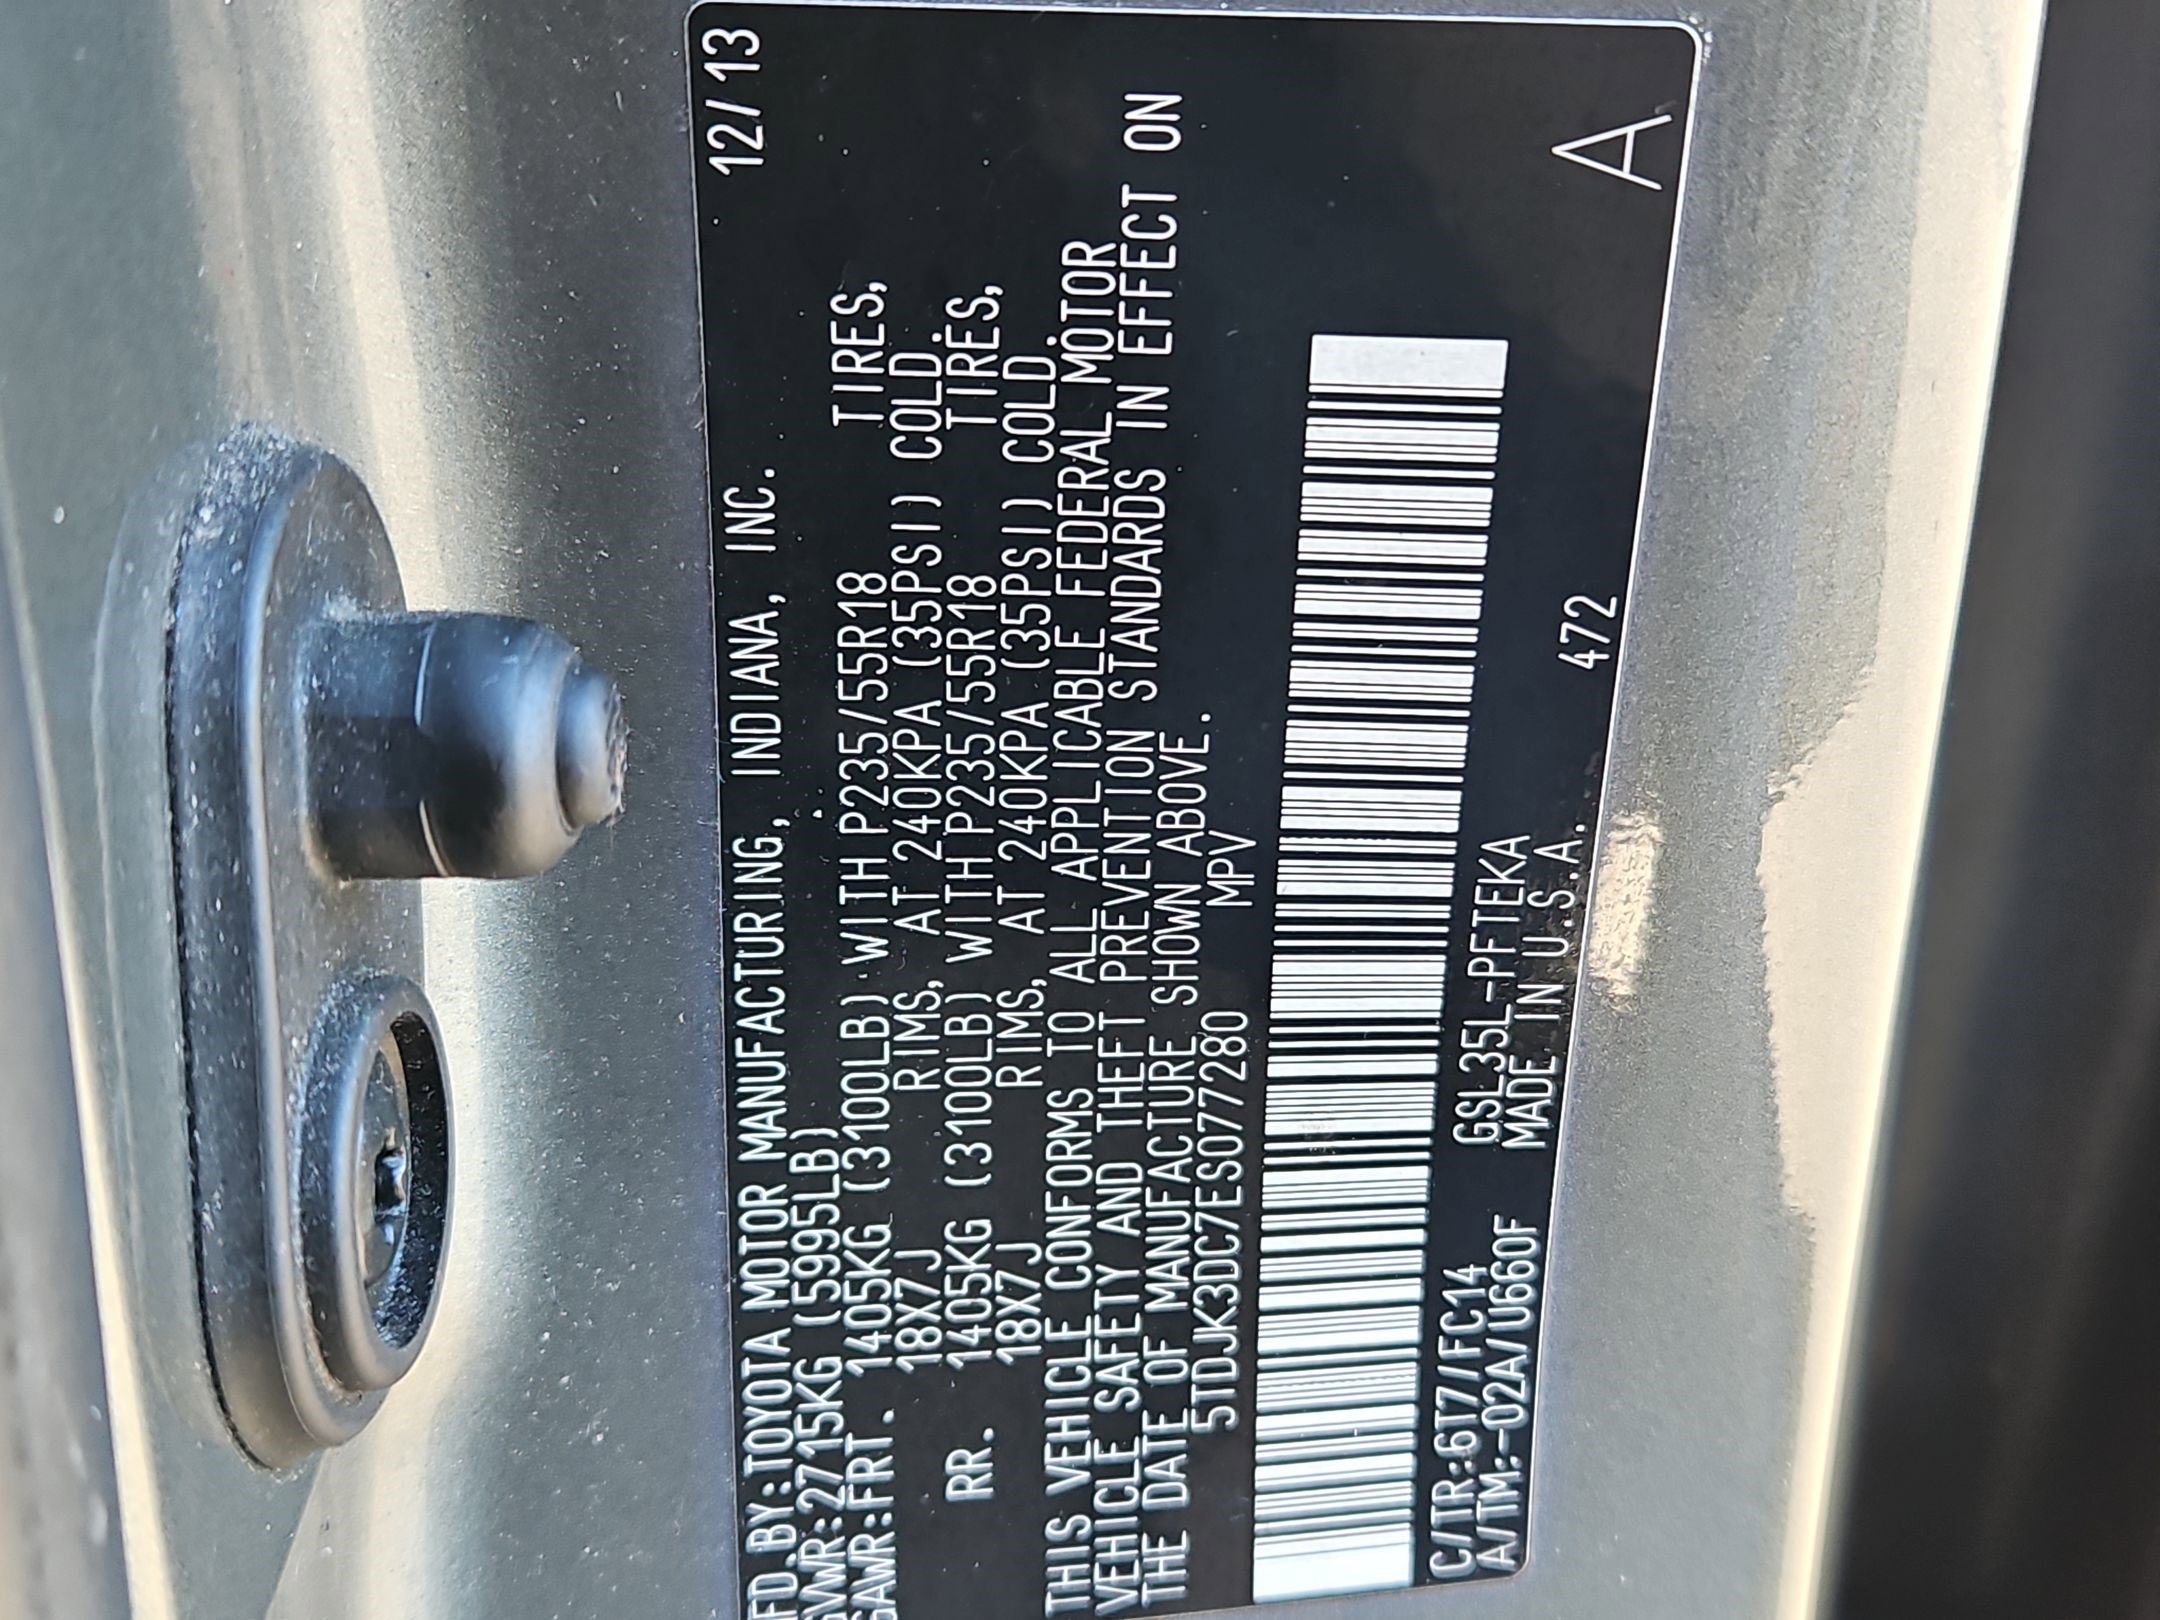 MFD.BY:TOYOTA MOTOR MANUFACTURING, INDIANA, INC. 12/13
GVWR:2715KG (5995LB)
GAWR:FRT. 1405KG (3100LB) WITH P235/55R18 TIRES,
18X7J RIMS, AT 240KPA (35PSI) COLD.
RR. 1405KG (3100LB) WITH P235/55R18 TIRES,
18X7J RIMS, AT 240KPA (35PSI) COLD.
THIS VEHICLE CONFORMS TO ALL APPLICABLE FEDERAL MOTOR
VEHICLE SAFETY AND THEFT PREVENTION STANDARDS IN EFFECT ON
THE DATE OF MANUFACTURE SHOWN ABOVE.
5TDJK3DC7ES077280 MPV
C/TR:6T7/FC14 GSL35L-PFTEKA 472 A
A/TM:-02A/U660F MADE IN U.S.A.